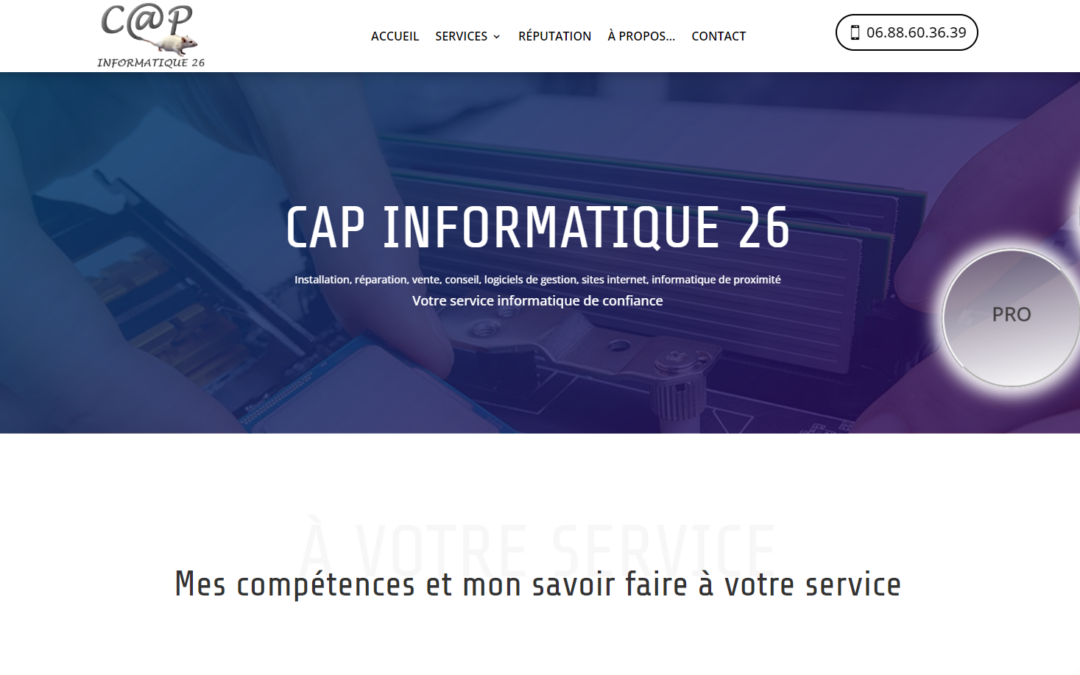 C@P
INFORMATIQUE 26
ACCUEIL
SERVICES
RÉPUTATION
À PROPOS...
CONTACT
06.88.60.36.39
CAP INFORMATIQUE 26
Installation, réparation, vente, conseil, logiciels de gestion, sites internet, informatique de proximité
Votre service informatique de confiance
PRO
À VOTRE SERVICE
Mes compétences et mon savoir faire à votre service